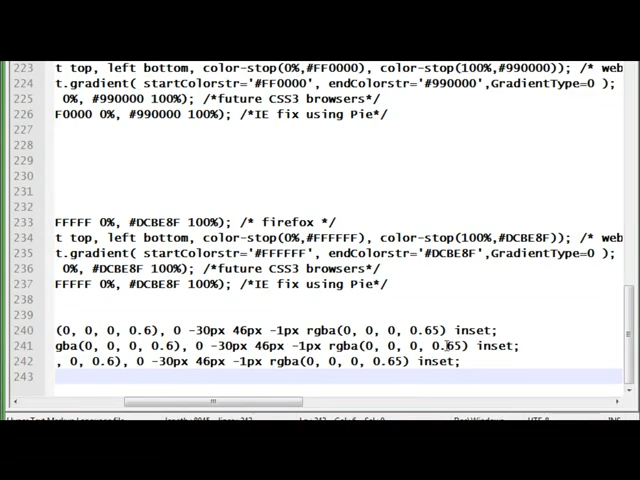 223 t top, left bottom, color-stop(0%,#FF0000), color-stop(100%,#990000)); /* web
224 t.gradient( startColorstr='#FF0000', endColorstr='#990000',GradientType=0 );
225 0%, #990000 100%); /*future CSS3 browsers*/
226 F0000 0%, #990000 100%); /*IE fix using Pie*/
227
228
229
230
231
232
233 FFFFF 0%, #DCBE8F 100%); /* firefox */
234 t top, left bottom, color-stop(0%,#FFFFFF), color-stop(100%,#DCBE8F)); /* web
235 t.gradient( startColorstr='#FFFFFF', endColorstr='#DCBE8F',GradientType=0 );
236 0%, #DCBE8F 100%); /*future CSS3 browsers*/
237 FFFFF 0%, #DCBE8F 100%); /*IE fix using Pie*/
238
239
240 (0, 0, 0, 0.6), 0 -30px 46px -1px rgba(0, 0, 0, 0.65) inset;
241 gba(0, 0, 0, 0.6), 0 -30px 46px -1px rgba(0, 0, 0, 0.65) inset;
242 , 0, 0.6), 0 -30px 46px -1px rgba(0, 0, 0, 0.65) inset;
243